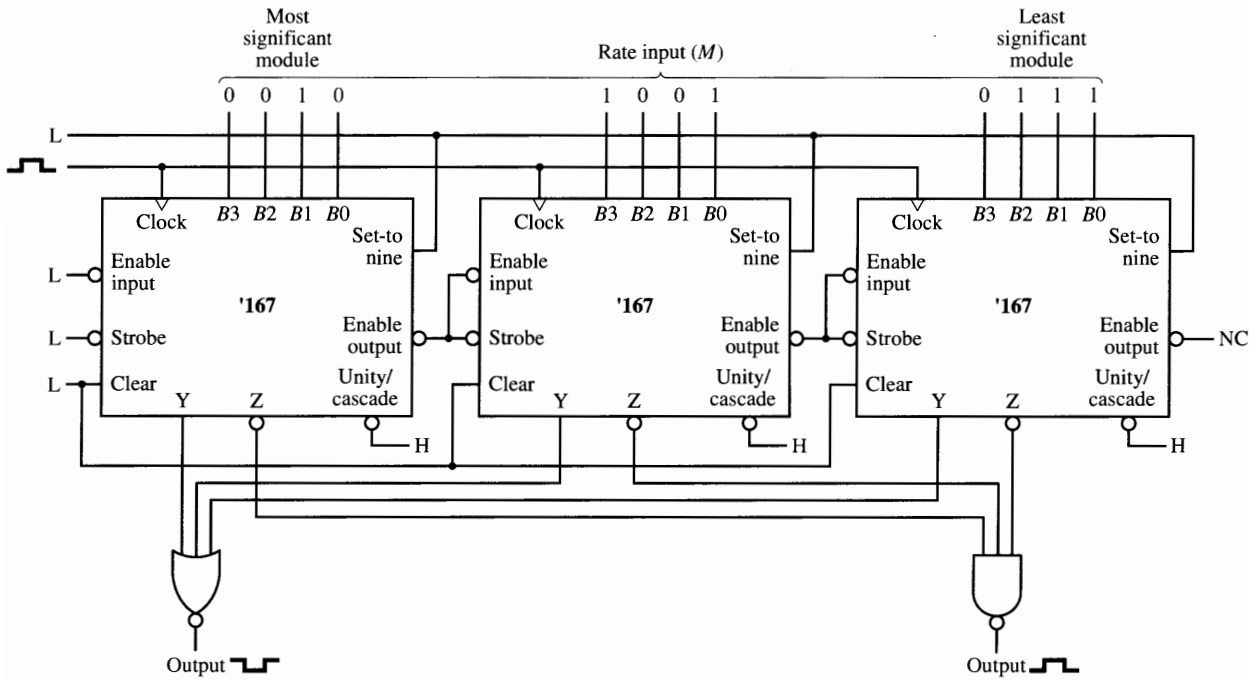 Most
significant
module
Rate input (M)
Least
significant
module
0 0 1 0
1 0 0 1
0 1 1 1
L
Clock
B3 B2 B1 B0
Set-to
nine
L
Enable
input
'167
L
Strobe
Enable
output
L
Clear
Unity/
cascade
Y
Z
H
Clock
B3 B2 B1 B0
Set-to
nine
Enable
input
'167
Strobe
Enable
output
Clear
Unity/
cascade
Y
Z
H
Clock
B3 B2 B1 B0
Set-to
nine
Enable
input
'167
Strobe
Enable
output
NC
Clear
Unity/
cascade
Y
Z
H
Output
Output